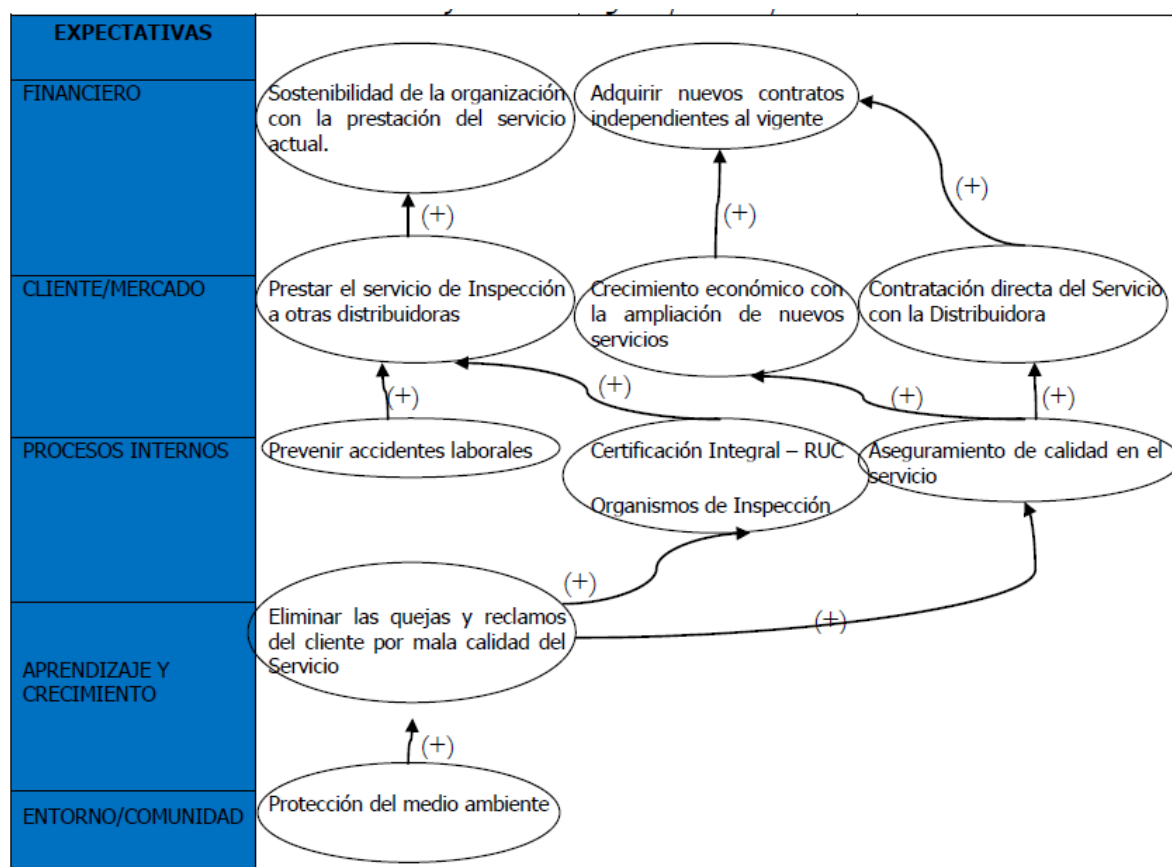 EXPECTATIVAS
FINANCIERO
Sostenibilidad de la organización
con la prestación del servicio
actual.
Adquirir nuevos contratos
independientes al vigente
(+)
(+)
(+)
CLIENTE/MERCADO
Prestar el servicio de Inspección
a otras distribuidoras
Crecimiento económico con
la ampliación de nuevos
servicios
Contratación directa del Servicio
con la Distribuidora
(+)
(+)
(+)
(+)
PROCESOS INTERNOS
Prevenir accidentes laborales
Certificación Integral – RUC
Organismos de Inspección
Aseguramiento de calidad en el
servicio
(+)
(+)
APRENDIZAJE Y
CRECIMIENTO
Eliminar las quejas y reclamos
del cliente por mala calidad del
Servicio
(+)
ENTORNO/COMUNIDAD
Protección del medio ambiente